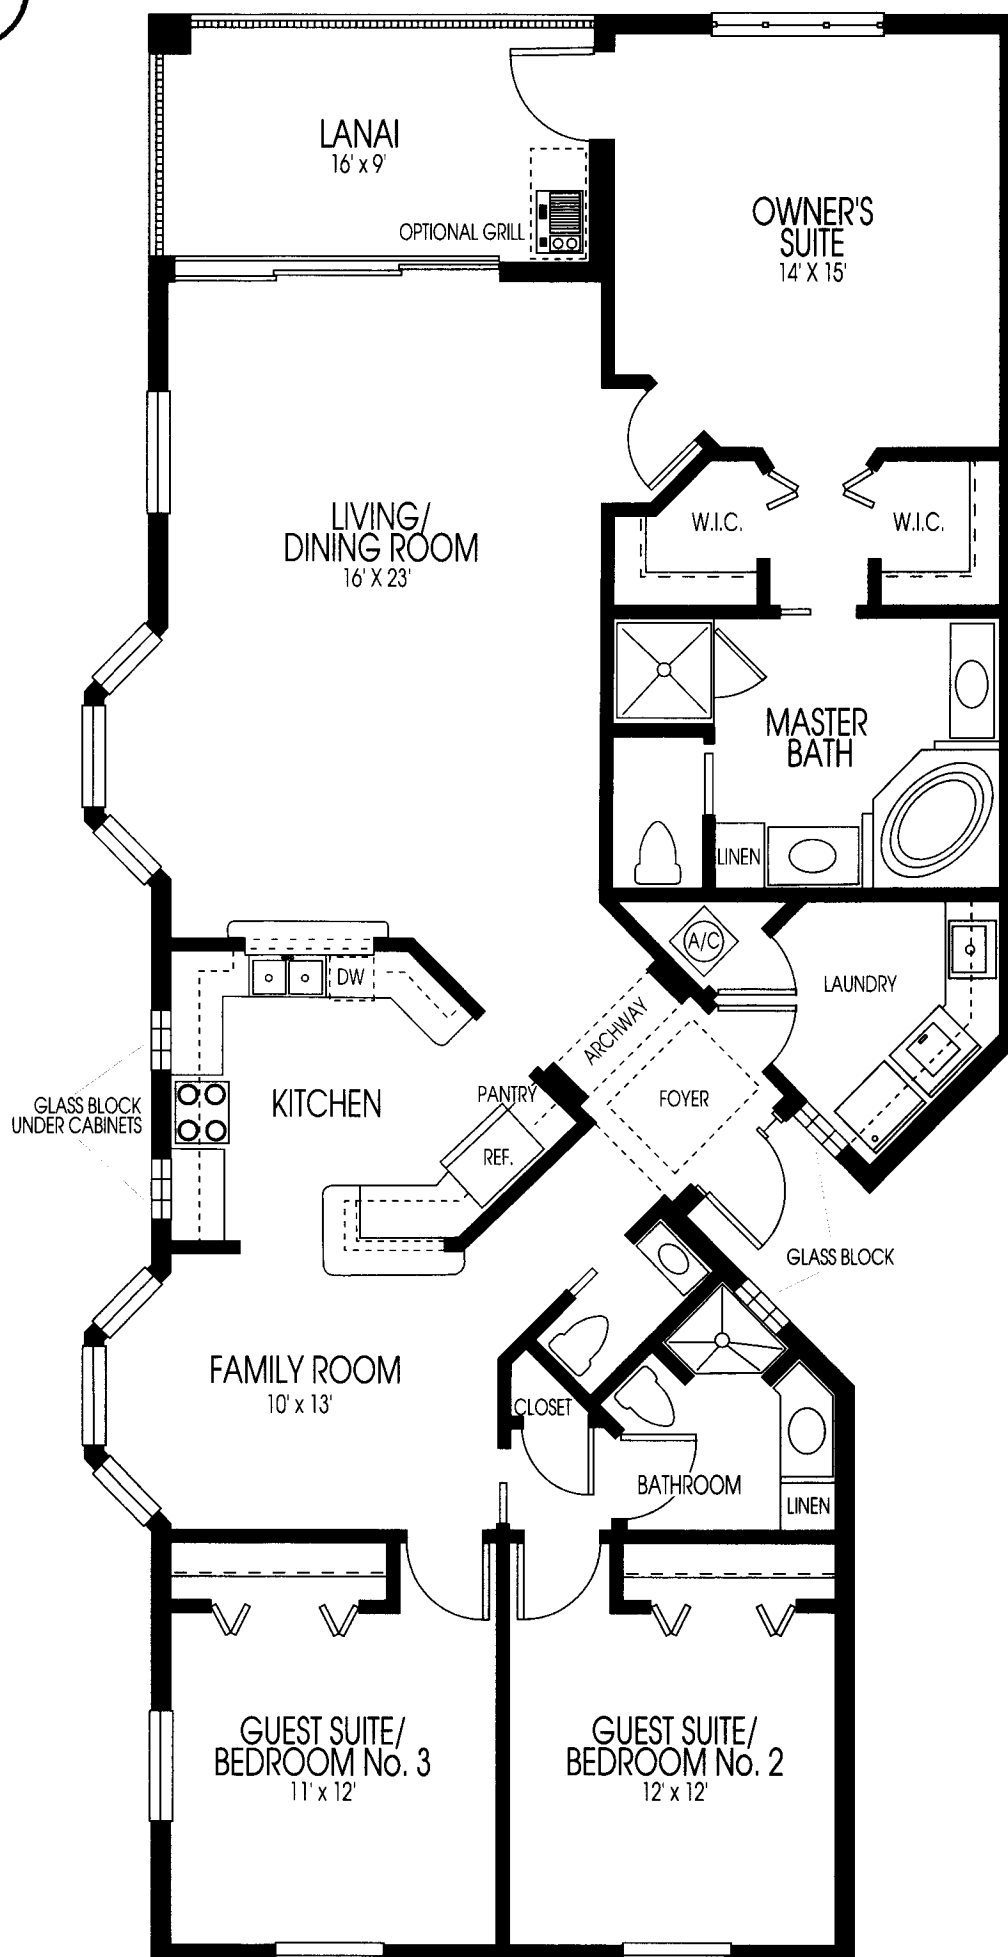 LANAI
16' x 9'
OPTIONAL GRILL
OWNER'S
SUITE
14' X 15'
LIVING/
DINING ROOM
16' X 23'
W.I.C.
W.I.C.
MASTER
BATH
LINEN
A/C
LAUNDRY
DW
ARCHWAY
KITCHEN
PANTRY
FOYER
GLASS BLOCK
UNDER CABINETS
REF.
GLASS BLOCK
FAMILY ROOM
10' x 13'
CLOSET
BATHROOM
LINEN
GUEST SUITE/
BEDROOM No. 3
11' x 12'
GUEST SUITE/
BEDROOM No. 2
12' x 12'